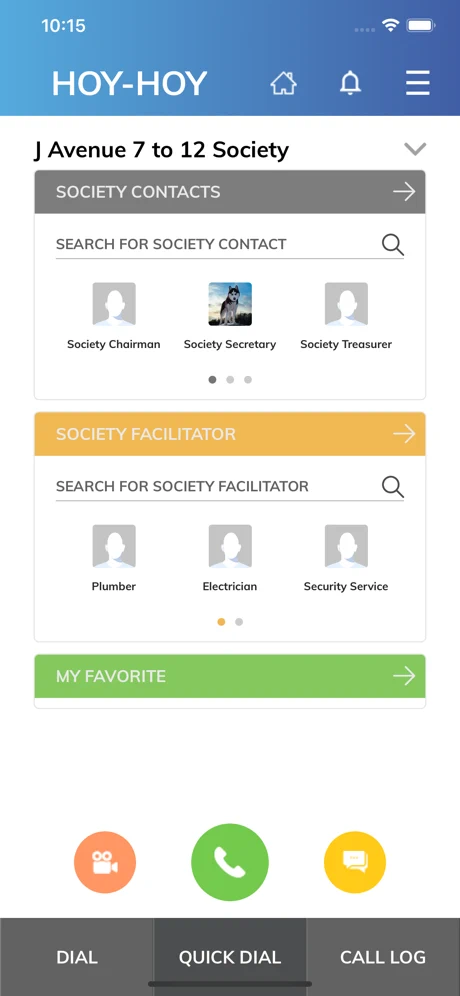 10:15
HOY-HOY
J Avenue 7 to 12 Society
SOCIETY CONTACTS
SEARCH FOR SOCIETY CONTACT
Society Chairman Society Secretary Society Treasurer
SOCIETY FACILITATOR
SEARCH FOR SOCIETY FACILITATOR
Plumber Electrician Security Service
MY FAVORITE
DIAL QUICK DIAL CALL LOG